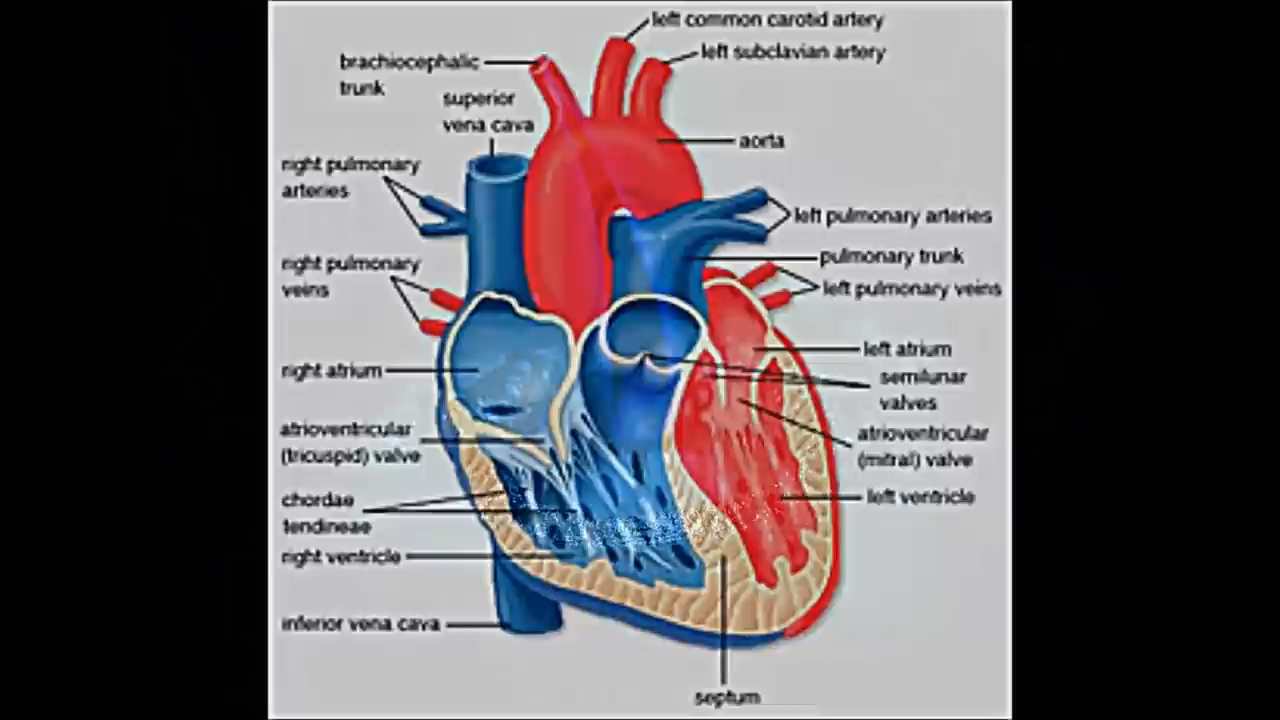 left common carotid artery
left subclavian artery
brachiocephalic
trunk
superior
vena cava
aorta
right pulmonary
arteries
left pulmonary arteries
pulmonary trunk
right pulmonary
veins
left pulmonary veins
left atrium
right atrium
semilunar
valves
atrioventricular
(tricuspid) valve
atrioventricular
(mitral) valve
chordae
tendineae
left ventricle
right ventricle
inferior vena cava
septum